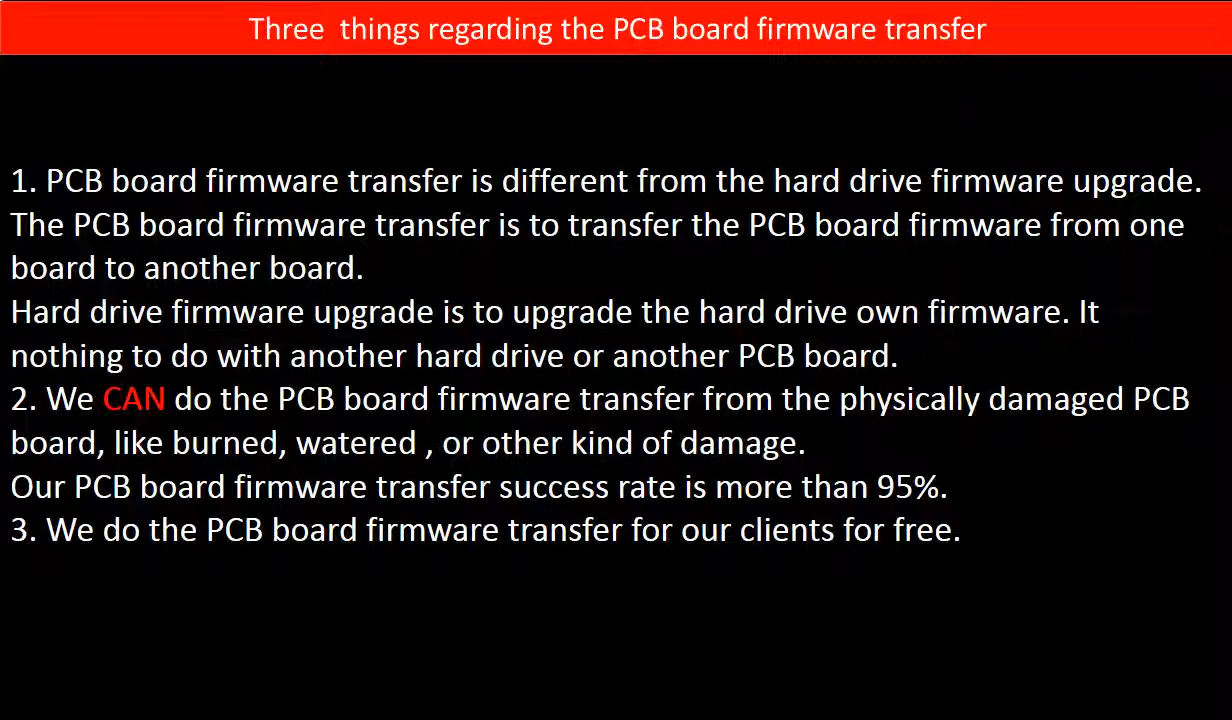 Three  things regarding the PCB board firmware transfer
1. PCB board firmware transfer is different from the hard drive firmware upgrade.
The PCB board firmware transfer is to transfer the PCB board firmware from one
board to another board.
Hard drive firmware upgrade is to upgrade the hard drive own firmware. It
nothing to do with another hard drive or another PCB board.
2. We CAN do the PCB board firmware transfer from the physically damaged PCB
board, like burned, watered , or other kind of damage.
Our PCB board firmware transfer success rate is more than 95%.
3. We do the PCB board firmware transfer for our clients for free.